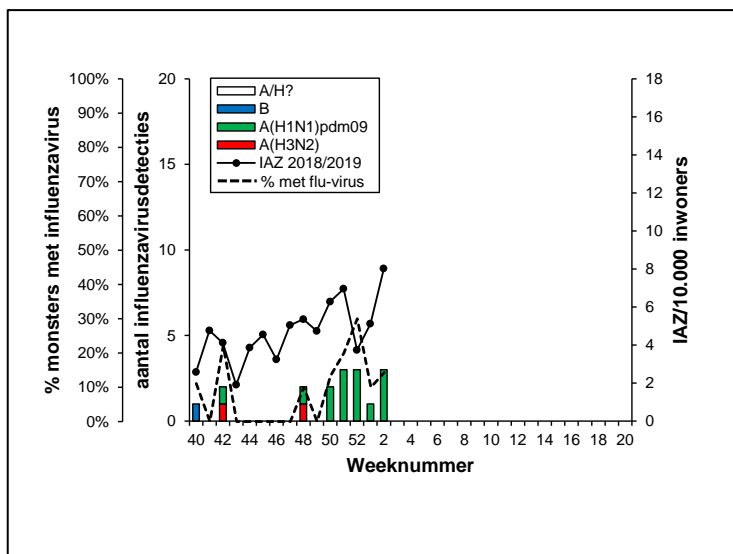 % monsters met influenzavirus
100%
90%
80%
70%
60%
50%
40%
30%
20%
10%
0%
aantal influenzavirusdetecties
20
15
10
5
0
A/H?
B
A(H1N1)pdm09
A(H3N2)
IAZ 2018/2019
% met flu-virus
18
16
14
12
10
8
6
4
2
0
IAZ/10.000 inwoners
40 42 44 46 48 50 52 2 4 6 8 10 12 14 16 18 20
Weeknummer